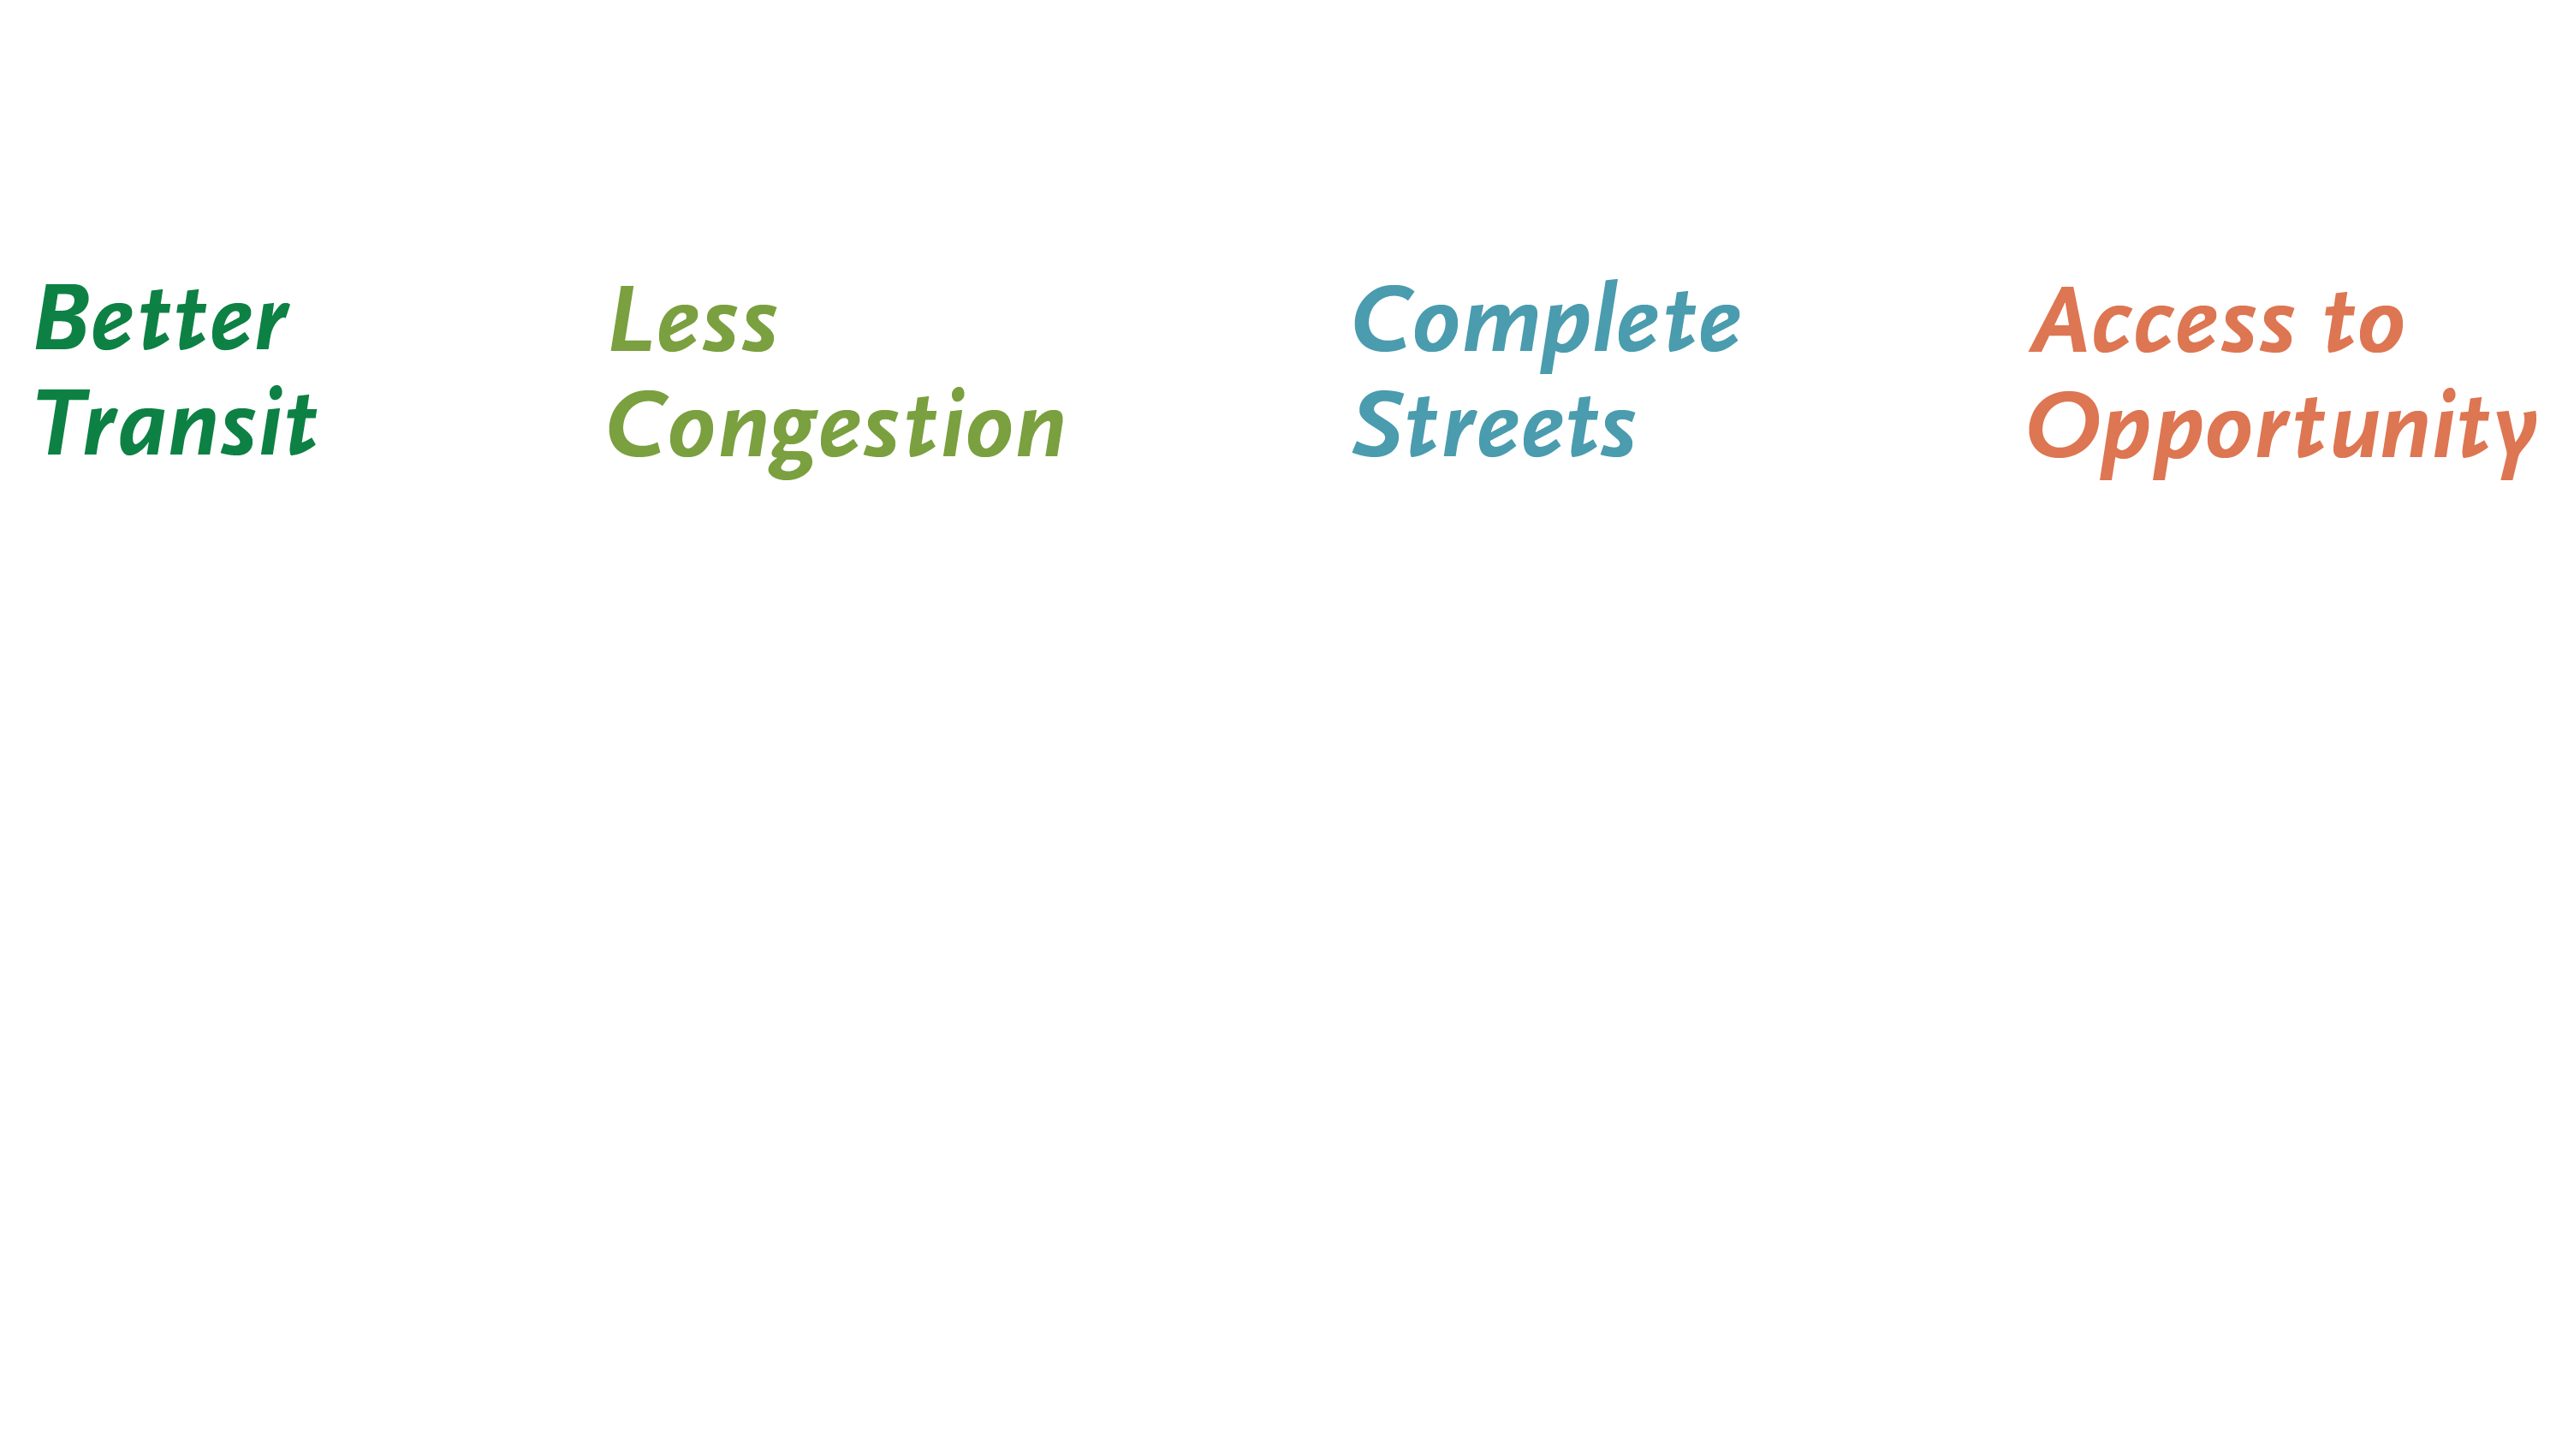 Better
Transit
Less
Congestion
Complete
Streets
Access to
Opportunity